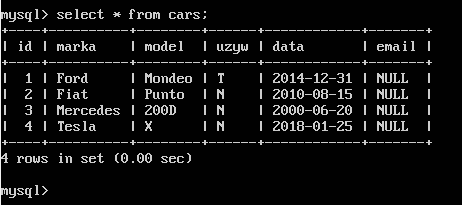 mysql> select * from cars;
+----+----------+--------+------+------------+-------+
| id | marka    | model  | uzyw | data       | email |
+----+----------+--------+------+------------+-------+
|  1 | Ford     | Mondeo | T    | 2014-12-31 | NULL  |
|  2 | Fiat     | Punto  | N    | 2010-08-15 | NULL  |
|  3 | Mercedes | 200D   | N    | 2000-06-20 | NULL  |
|  4 | Tesla    | X      | N    | 2018-01-25 | NULL  |
+----+----------+--------+------+------------+-------+
4 rows in set (0.00 sec)
mysql>